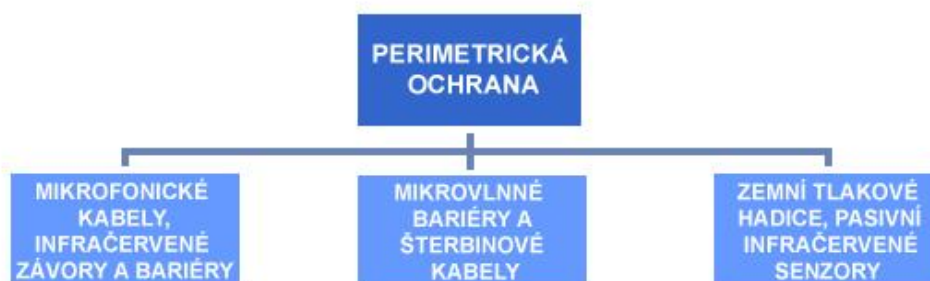 PERIMETRICKÁ
OCHRANA
MIKROFONICKÉ
KABELY,
INFRAČERVENÉ
ZÁVORY A BARIÉRY
MIKROVLNNÉ
BARIÉRY A
ŠTERBINOVÉ
KABELY
ZEMNÍ TLAKOVÉ
HADICE, PASIVNÍ
INFRAČERVENÉ
SENZORY